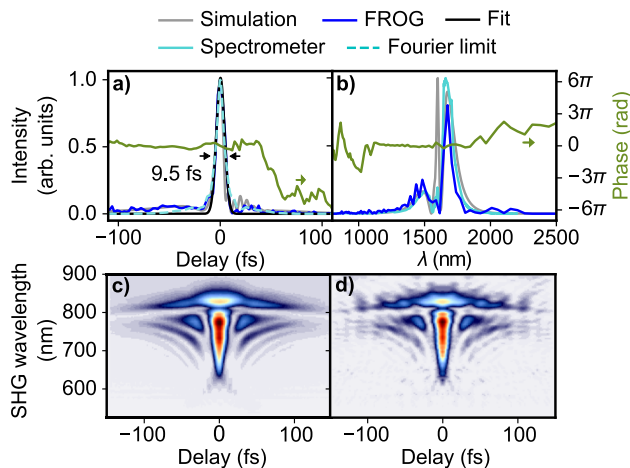 Simulation FROG Fit
Spectrometer Fourier limit
a) b)
Intensity
(arb. units)
1.0
0.5
0.0
9.5 fs
6π
3π
0
−3π
−6π
Phase (rad)
−100 0 100
1000 1500 2000 2500
Delay (fs) λ (nm)
c) d)
SHG wavelength
(nm)
900
800
700
600
−100 0 100 −100 0 100
Delay (fs) Delay (fs)